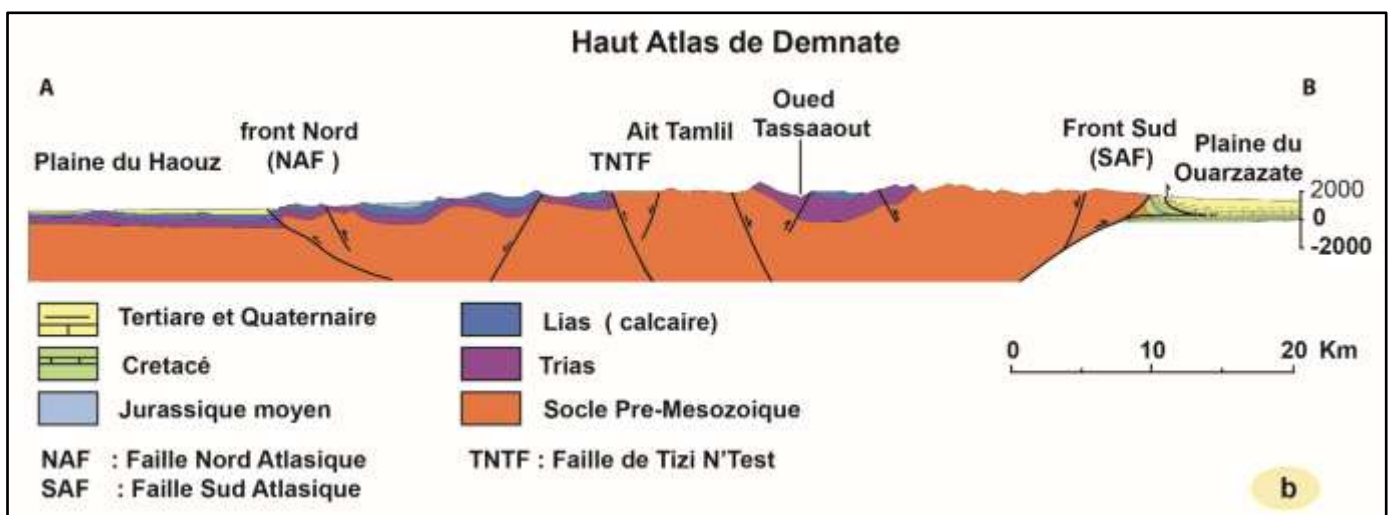 Haut Atlas de Demnate
A
B
Oued
Tassaaout
front Nord
(NAF )
Ait Tamlil
Front Sud
(SAF)
Plaine du Haouz
TNTF
Plaine du
Ouarzazate
2000
0
-2000
Tertiare et Quaternaire
Lias ( calcaire)
Cretacé
Trias
Jurassique moyen
Socle Pre-Mesozoique
0 10 20 Km
NAF : Faille Nord Atlasique
TNTF : Faille de Tizi N'Test
SAF : Faille Sud Atlasique
b